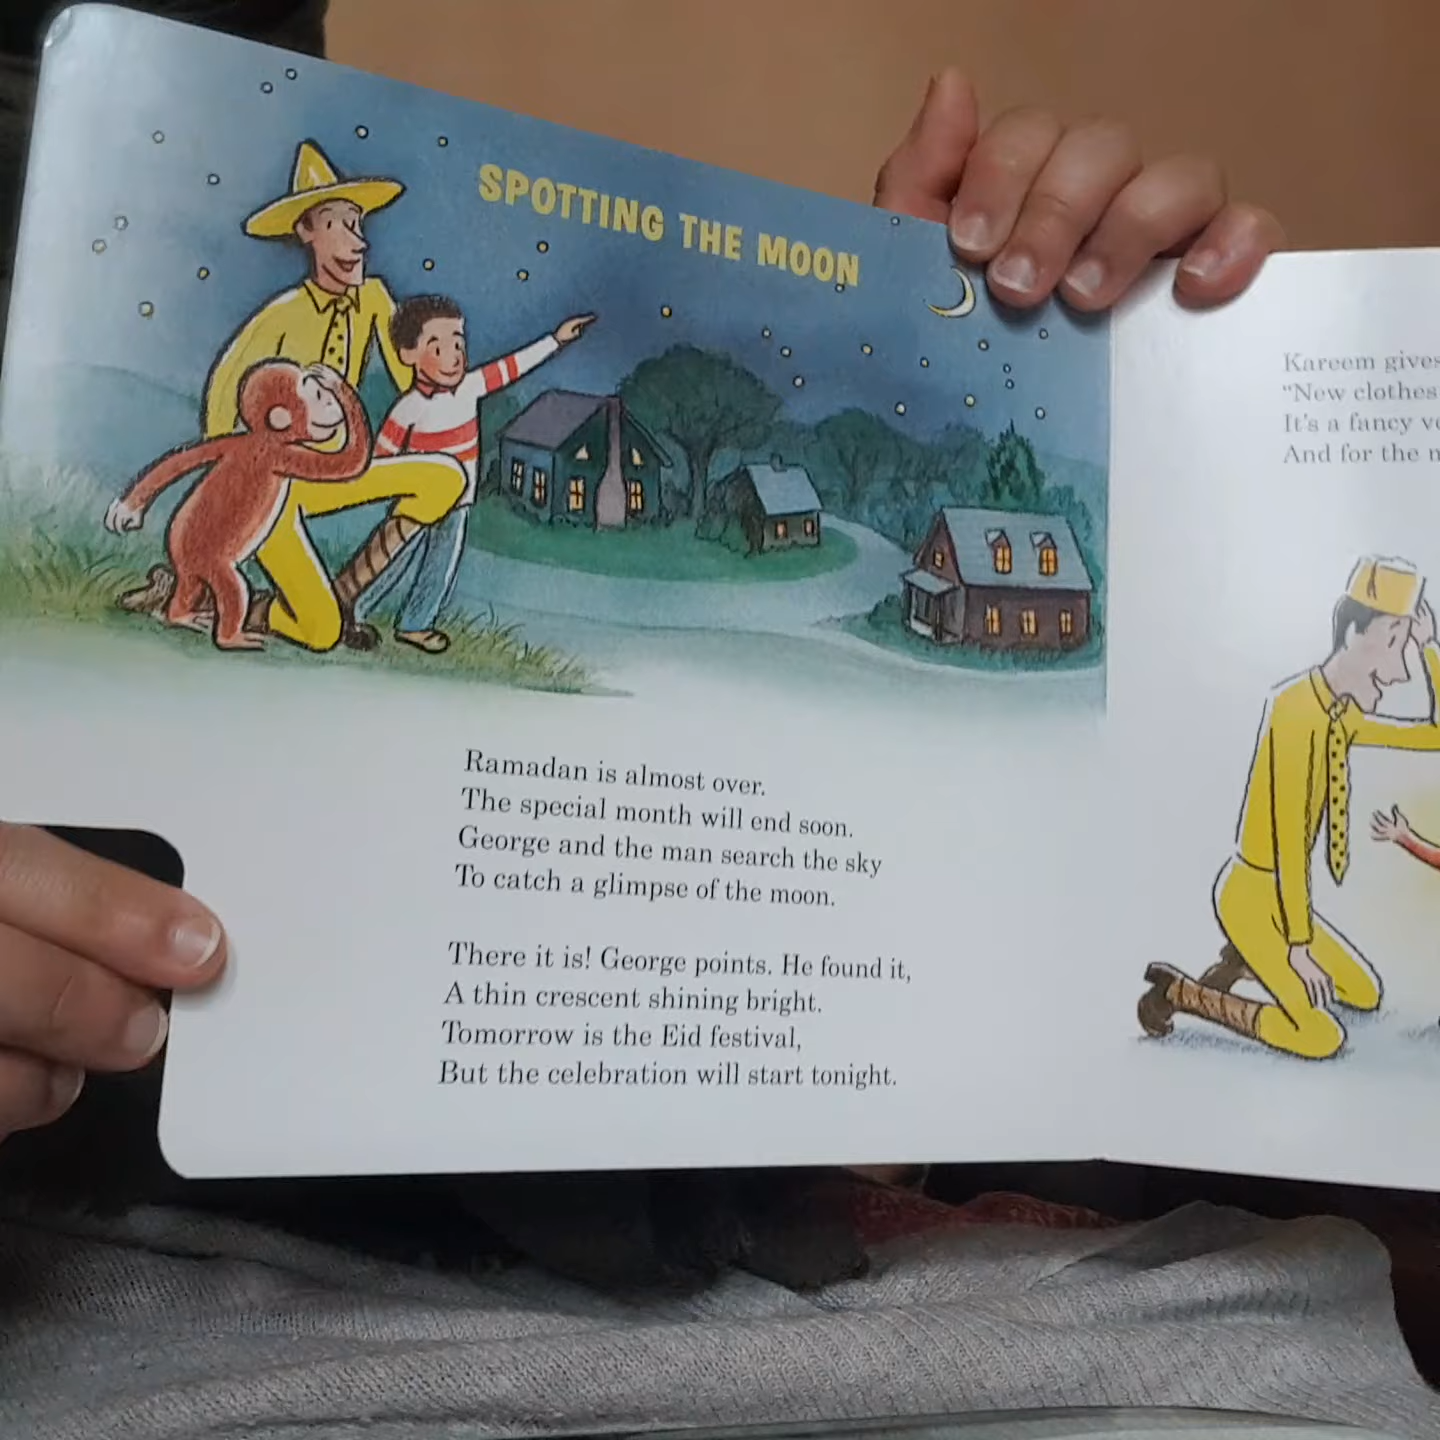 SPOTTING THE MOON
Ramadan is almost over.
The special month will end soon.
George and the man search the sky
To catch a glimpse of the moon.
There it is! George points. He found it,
A thin crescent shining bright.
Tomorrow is the Eid festival,
But the celebration will start tonight.
Kareem gives
“New clothes
It's a fancy
And for the